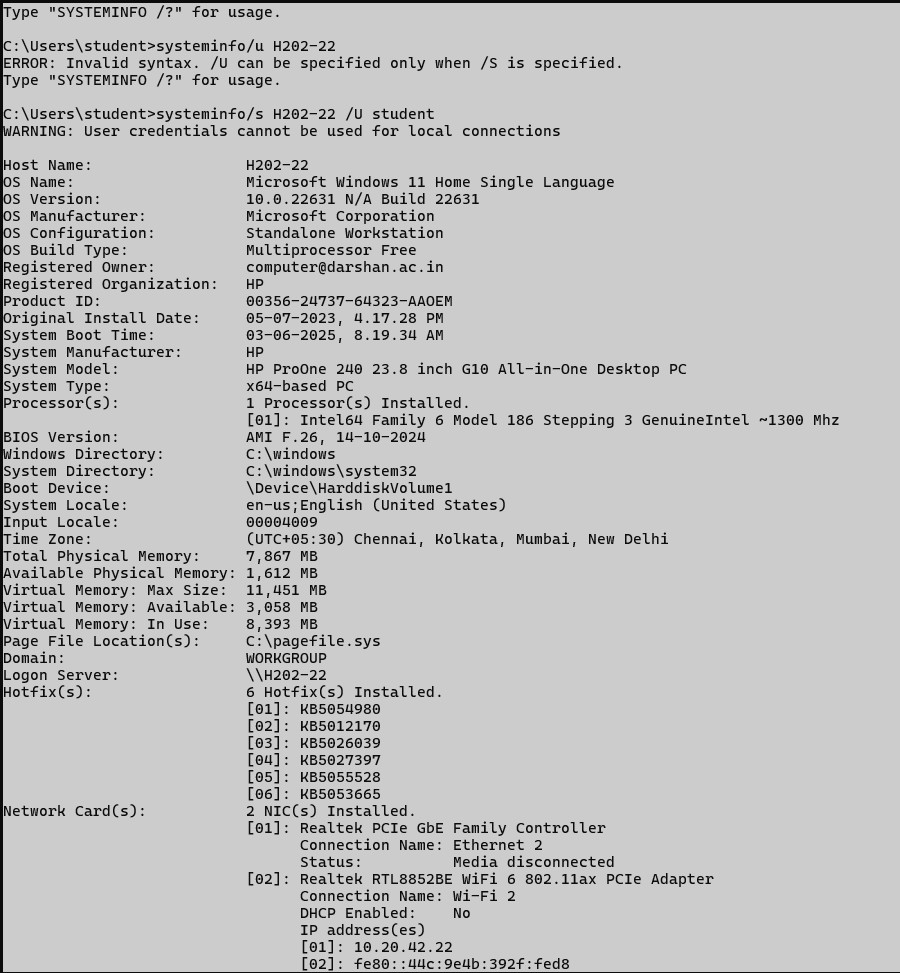 Type "SYSTEMINFO /?" for usage.
C:\Users\student>systeminfo/u H202-22
ERROR: Invalid syntax. /U can be specified only when /S is specified.
Type "SYSTEMINFO /?" for usage.
C:\Users\student>systeminfo/s H202-22 /U student
WARNING: User credentials cannot be used for local connections
Host Name: H202-22
OS Name: Microsoft Windows 11 Home Single Language
OS Version: 10.0.22631 N/A Build 22631
OS Manufacturer: Microsoft Corporation
OS Configuration: Standalone Workstation
OS Build Type: Multiprocessor Free
Registered Owner: computer@darshan.ac.in
Registered Organization: HP
Product ID: 00356-24737-64323-AAOEM
Original Install Date: 05-07-2023, 4.17.28 PM
System Boot Time: 03-06-2025, 8.19.34 AM
System Manufacturer: HP
System Model: HP ProOne 240 23.8 inch G10 All-in-One Desktop PC
System Type: x64-based PC
Processor(s): 1 Processor(s) Installed.
[01]: Intel64 Family 6 Model 186 Stepping 3 GenuineIntel ~1300 Mhz
BIOS Version: AMI F.26, 14-10-2024
Windows Directory: C:\windows
System Directory: C:\windows\system32
Boot Device: \Device\HarddiskVolume1
System Locale: en-us;English (United States)
Input Locale: 00004009
Time Zone: (UTC+05:30) Chennai, Kolkata, Mumbai, New Delhi
Total Physical Memory: 7,867 MB
Available Physical Memory: 1,612 MB
Virtual Memory: Max Size: 11,451 MB
Virtual Memory: Available: 3,058 MB
Virtual Memory: In Use: 8,393 MB
Page File Location(s): C:\pagefile.sys
Domain: WORKGROUP
Logon Server: \\H202-22
Hotfix(s): 6 Hotfix(s) Installed.
[01]: KB5054980
[02]: KB5012170
[03]: KB5026039
[04]: KB5027397
[05]: KB5055528
[06]: KB5053665
Network Card(s): 2 NIC(s) Installed.
[01]: Realtek PCIe GbE Family Controller
Connection Name: Ethernet 2
Status: Media disconnected
[02]: Realtek RTL8852BE WiFi 6 802.11ax PCIe Adapter
Connection Name: Wi-Fi 2
DHCP Enabled: No
IP address(es)
[01]: 10.20.42.22
[02]: fe80::44c:9e4b:392f:fed8